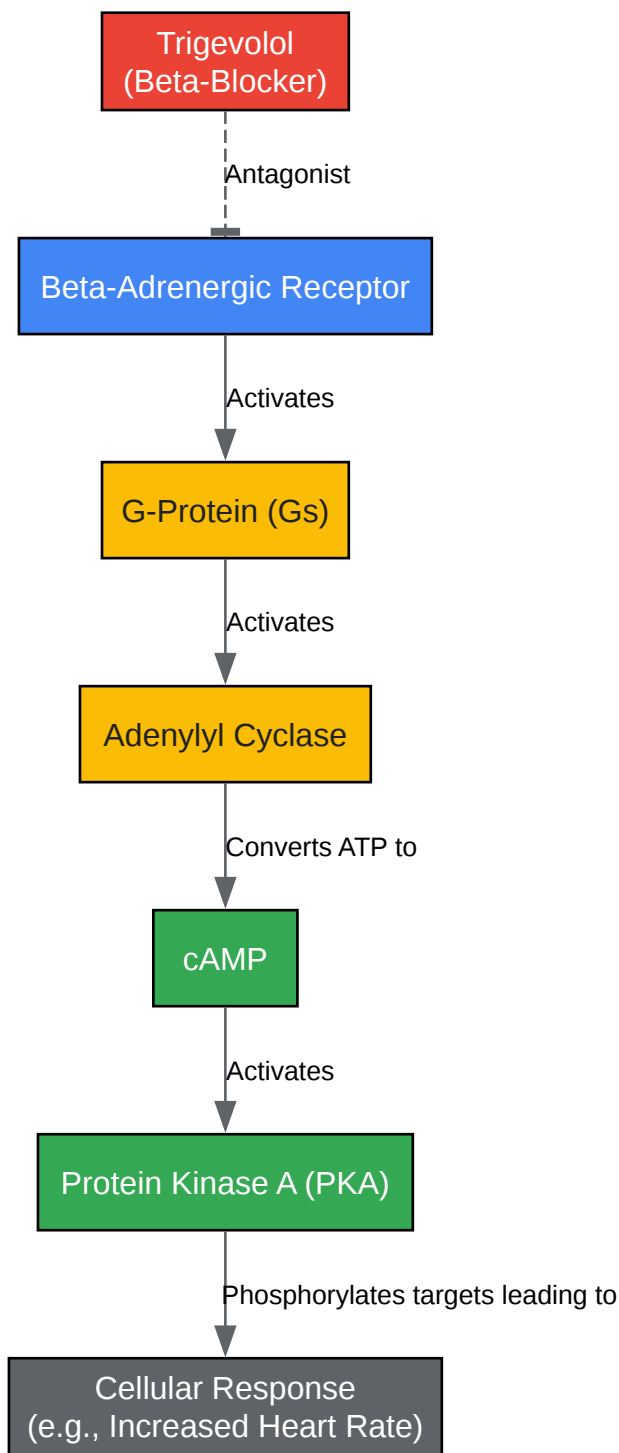 Trigevolol
(Beta-Blocker)
Antagonist
Beta-Adrenergic Receptor
Activates
G-Protein (Gs)
Activates
Adenylyl Cyclase
Converts ATP to
cAMP
Activates
Protein Kinase A (PKA)
Phosphorylates targets leading to
Cellular Response
(e.g., Increased Heart Rate)